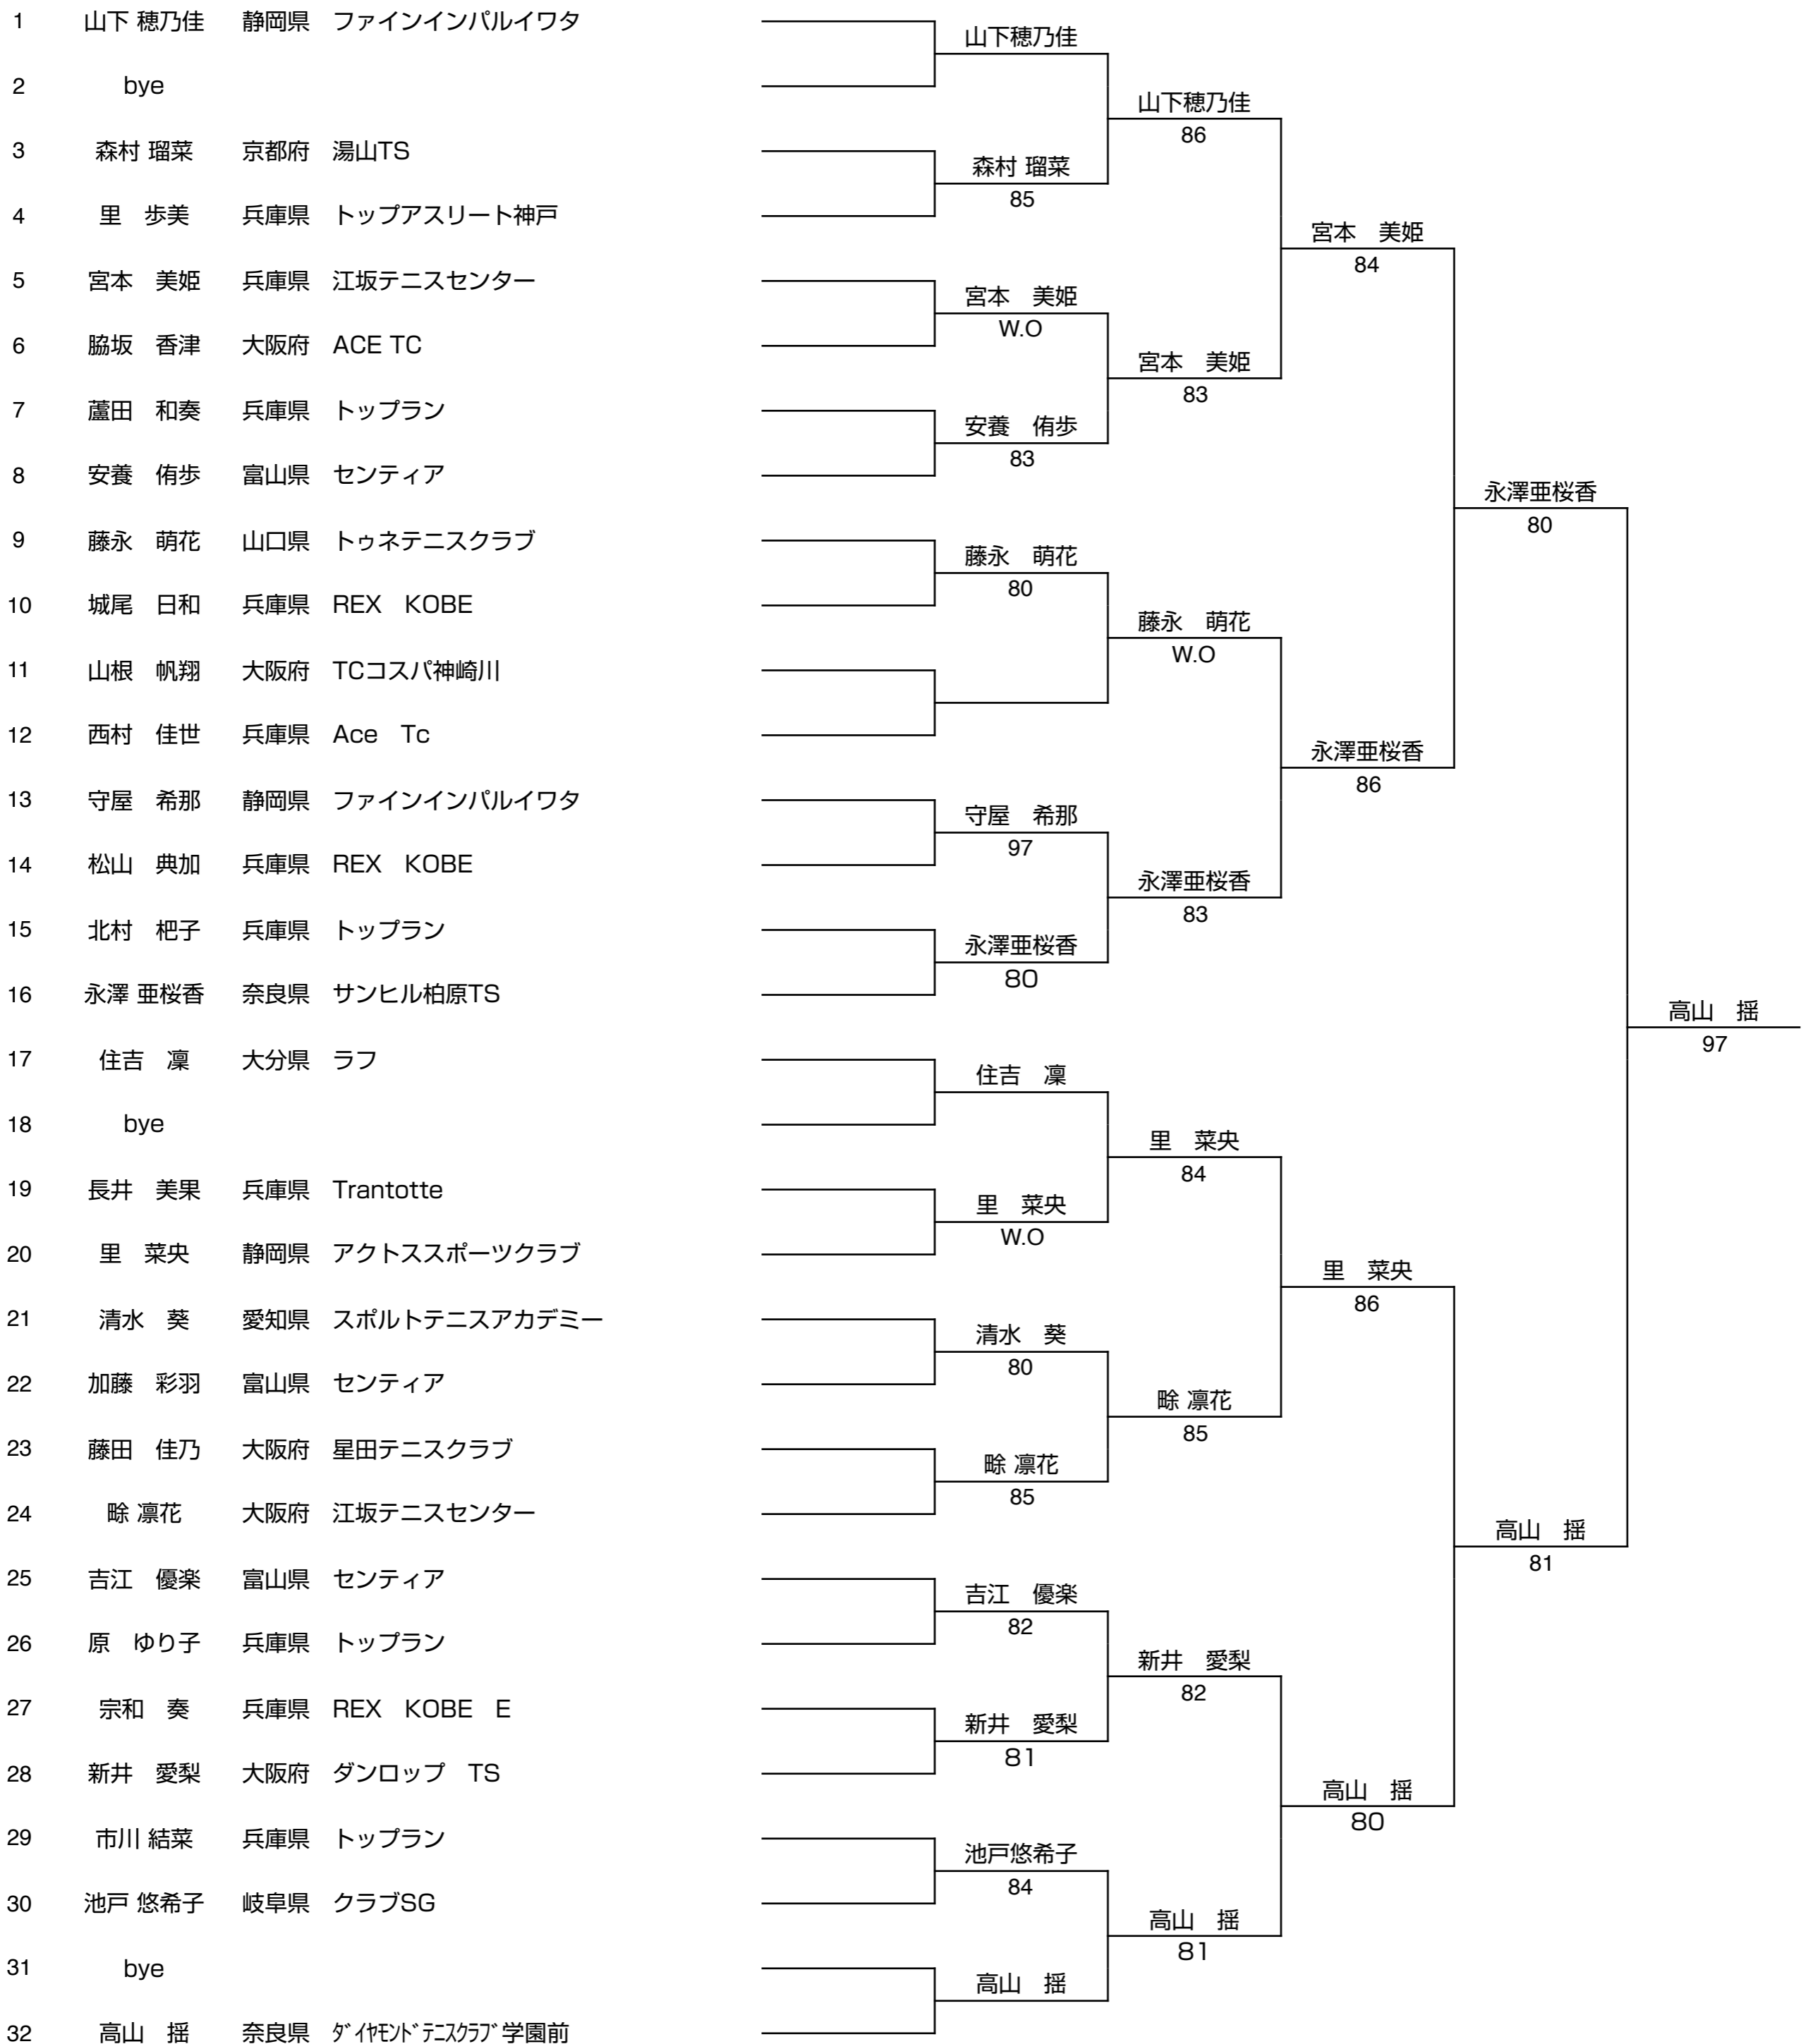 1 山下 穂乃佳 静岡県 ファインインパルイワタ
山下穂乃佳
2 bye
山下穂乃佳
86
3 森村 瑠菜 京都府 湯山TS
森村 瑠菜
85
4 里　歩美 兵庫県 トップアスリート神戸
宮本　美姫
84
5 宮本　美姫 兵庫県 江坂テニスセンター
宮本　美姫
W.O
6 脇坂　香津 大阪府 ACE TC
宮本　美姫
83
7 蘆田　和奏 兵庫県 トップラン
安養　侑歩
83
8 安養　侑歩 富山県 センティア
永澤亜桜香
80
9 藤永　萌花 山口県 トゥネテニスクラブ
藤永　萌花
80
10 城尾　日和 兵庫県 REX　KOBE
藤永　萌花
W.O
11 山根　帆翔 大阪府 TCコスパ神崎川
12 西村　佳世 兵庫県 Ace　Tc
永澤亜桜香
86
13 守屋　希那 静岡県 ファインインパルイワタ
守屋　希那
97
14 松山　典加 兵庫県 REX　KOBE
永澤亜桜香
83
15 北村　杷子 兵庫県 トップラン
永澤亜桜香
80
16 永澤 亜桜香 奈良県 サンヒル柏原TS
高山　揺
97
17 住吉　凜 大分県 ラフ
住吉　凜
18 bye
里　菜央
84
19 長井　美果 兵庫県 Trantotte
里　菜央
W.O
20 里　菜央 静岡県 アクトススポーツクラブ
里　菜央
86
21 清水　葵 愛知県 スポルトテニスアカデミー
清水　葵
80
22 加藤　彩羽 富山県 センティア
畭 凛花
85
23 藤田　佳乃 大阪府 星田テニスクラブ
畭 凛花
85
24 畭 凛花 大阪府 江坂テニスセンター
高山　揺
81
25 吉江　優楽 富山県 センティア
吉江　優楽
82
26 原　ゆり子 兵庫県 トップラン
新井　愛梨
82
27 宗和　奏 兵庫県 REX　KOBE　E
新井　愛梨
81
28 新井　愛梨 大阪府 ダンロップ　TS
高山　揺
80
29 市川 結菜 兵庫県 トップラン
池戸悠希子
84
30 池戸 悠希子 岐阜県 クラブSG
高山　揺
81
31 bye
高山　揺
32 高山　揺 奈良県 ﾀﾞｲﾔﾓﾝﾄﾞﾃﾆｽｸﾗﾌﾞ学園前